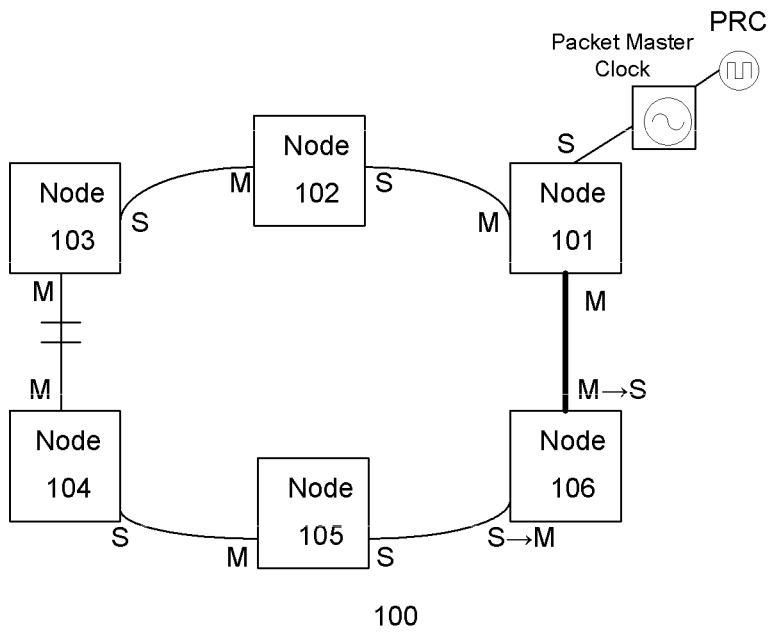 PRC
Packet Master
Clock
S
Node
102
M
S
Node
103
S
Node
101
M
M
M
M
M→S
Node
104
S
Node
105
M
S
Node
106
S→M
100